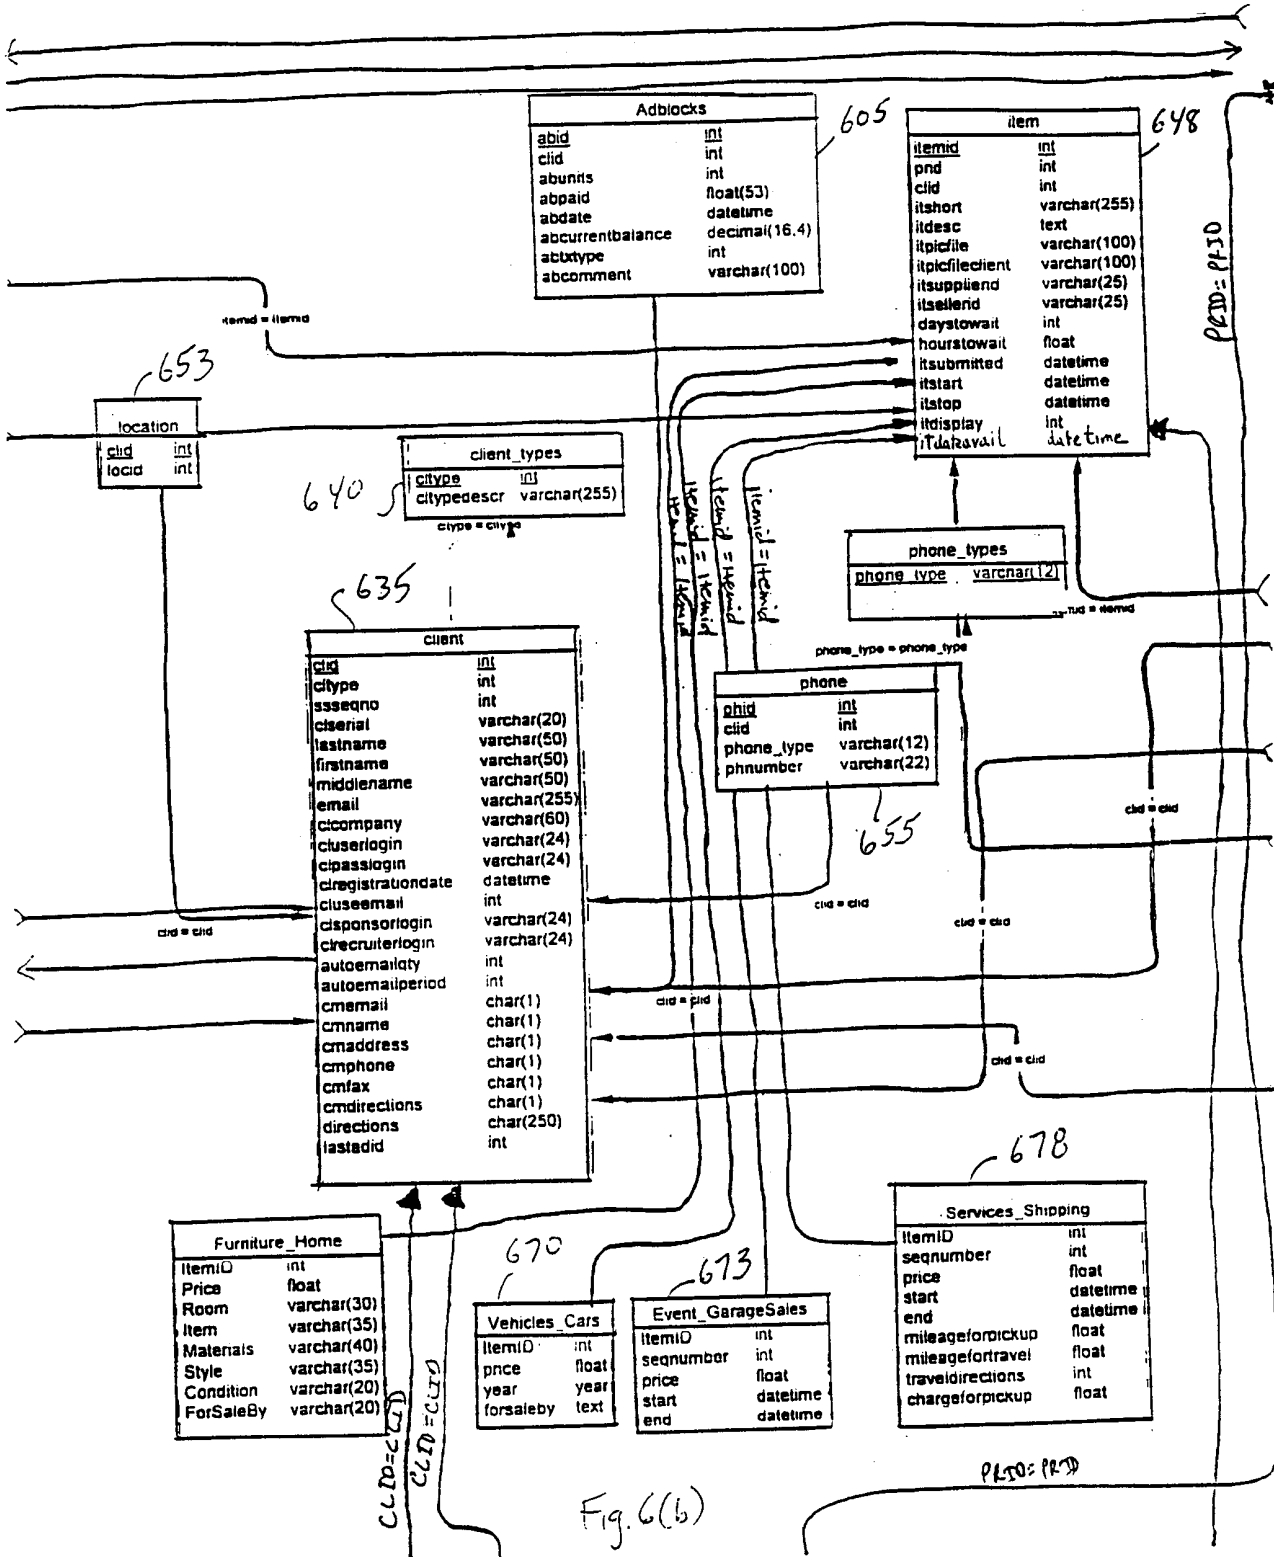 Adblocks
605
abid int
clid int
abunits int
abpaid float(53)
abdate datetime
abcurrentbalance decimal(16.4)
abtxtype int
abcomment varchar(100)
item
648
itemid int
pnd int
clid int
itshort varchar(255)
itdesc text
itpicfile varchar(100)
itpicfileclient varchar(100)
itsupplierid varchar(25)
itsellerid varchar(25)
daystowait int
hourstowait float
itsubmitted datetime
itstart datetime
itstop datetime
itdisplay int
itdatavail datetime
PRID=PRID
itemid = itemid
653
location
clid int
locid int
client_types
cltype int
cltypedescr varchar(255)
640
cltype = cltype
itemid = itemid
itemid = itemid
itemid = itemid
itemid=itemid
phone_types
phone_type varchar(12)
itemid = itemid
phone_type = phone_type
635
client
clid int
cltype int
ssseqno int
clserial varchar(20)
lastname varchar(50)
firstname varchar(50)
middlename varchar(50)
email varchar(255)
clcompany varchar(60)
cluserlogin varchar(24)
clpasslogin varchar(24)
clregistrationdate datetime
cluseemail int
clsponsorlogin varchar(24)
clrecruiterlogin varchar(24)
autoemailqty int
autoemailperiod int
cmemail char(1)
cmname char(1)
cmaddress char(1)
cmphone char(1)
cmfax char(1)
cmdirections char(1)
directions char(250)
lastadid int
phone
phid int
clid int
phone_type varchar(12)
phnumber varchar(22)
655
clid = clid
clid = clid
clid = clid
clid = clid
clid = clid
clid = clid
Furniture_Home
ItemID int
Price float
Room varchar(30)
Item varchar(35)
Materials varchar(40)
Style varchar(35)
Condition varchar(20)
ForSaleBy varchar(20)
CLID=CLID
CLID=CLID
670
Vehicles_Cars
ItemID int
price float
year year
forsaleby text
673
Event_GarageSales
ItemID int
seqnumber int
price float
start datetime
end datetime
678
Services_Shipping
ItemID int
seqnumber int
price float
start datetime
end datetime
mileageforpickup float
mileagefortravel float
traveldirections int
chargeforpickup float
PRID=PRID
Fig. 6(b)